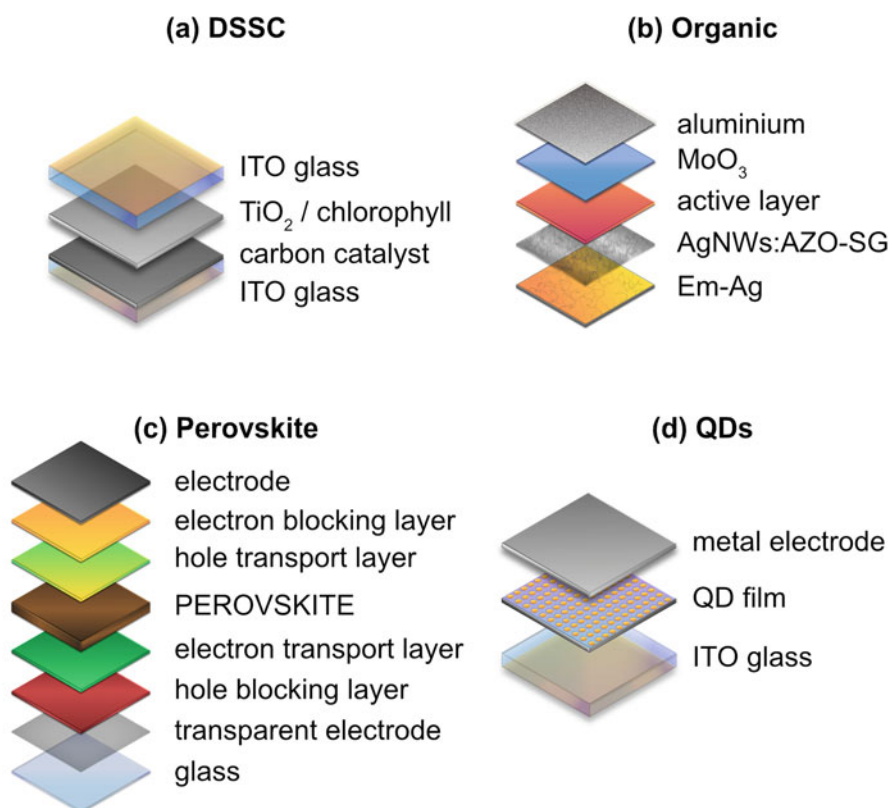 (a) DSSC
ITO glass
TiO₂ / chlorophyll
carbon catalyst
ITO glass
(b) Organic
aluminium
MoO₃
active layer
AgNWs:AZO-SG
Em-Ag
(c) Perovskite
electrode
electron blocking layer
hole transport layer
PEROVSKITE
electron transport layer
hole blocking layer
transparent electrode
glass
(d) QDs
metal electrode
QD film
ITO glass